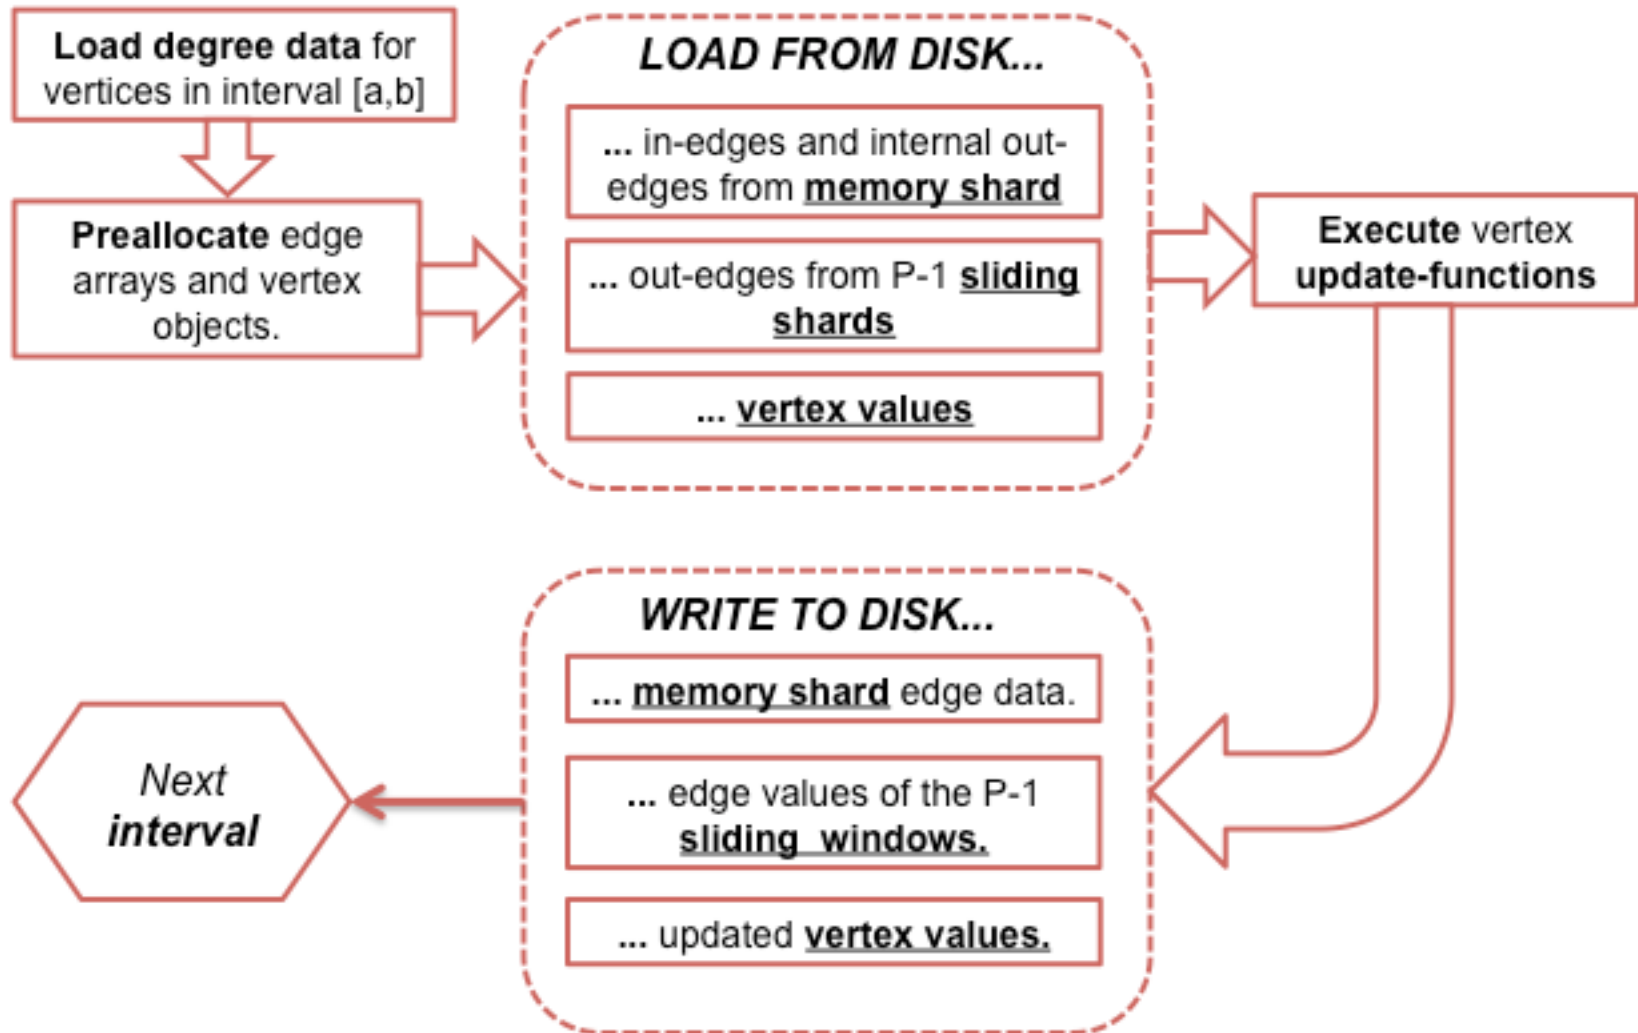 Load degree data for
vertices in interval [a,b]
Preallocate edge
arrays and vertex
objects.
LOAD FROM DISK...
... in-edges and internal out-
edges from memory shard
... out-edges from P-1 sliding
shards
... vertex values
Execute vertex
update-functions
WRITE TO DISK...
... memory shard edge data.
... edge values of the P-1
sliding windows.
... updated vertex values.
Next
interval